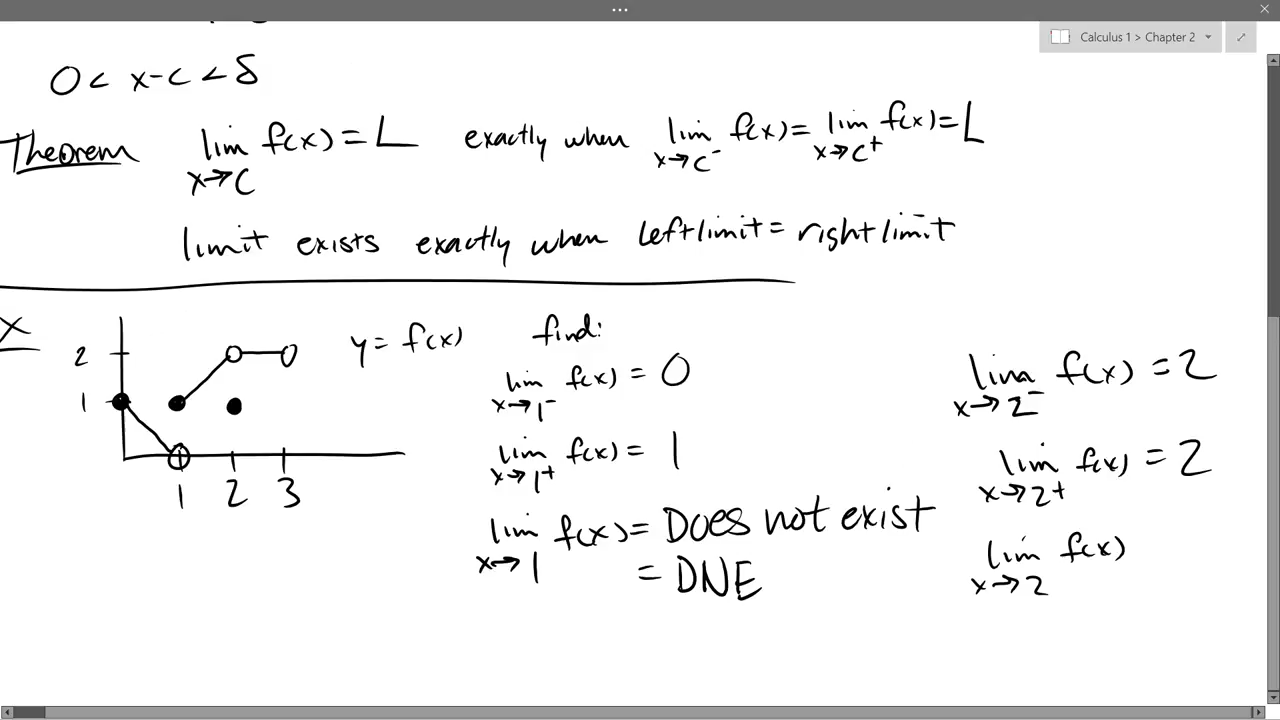 Calculus 1 > Chapter 2
0 < x-c < δ
Theorem lim f(x) = L exactly when lim f(x) = lim f(x) = L
x→c x→c⁻ x→c⁺
limit exists exactly when left limit = right limit
X
y = f(x) find:
2
1
1 2 3
lim f(x) = 0
x→1⁻
lim f(x) = 1
x→1⁺
lim f(x) = Does not exist
x→1 = DNE
lim f(x) = 2
x→2⁻
lim f(x) = 2
x→2⁺
lim f(x)
x→2